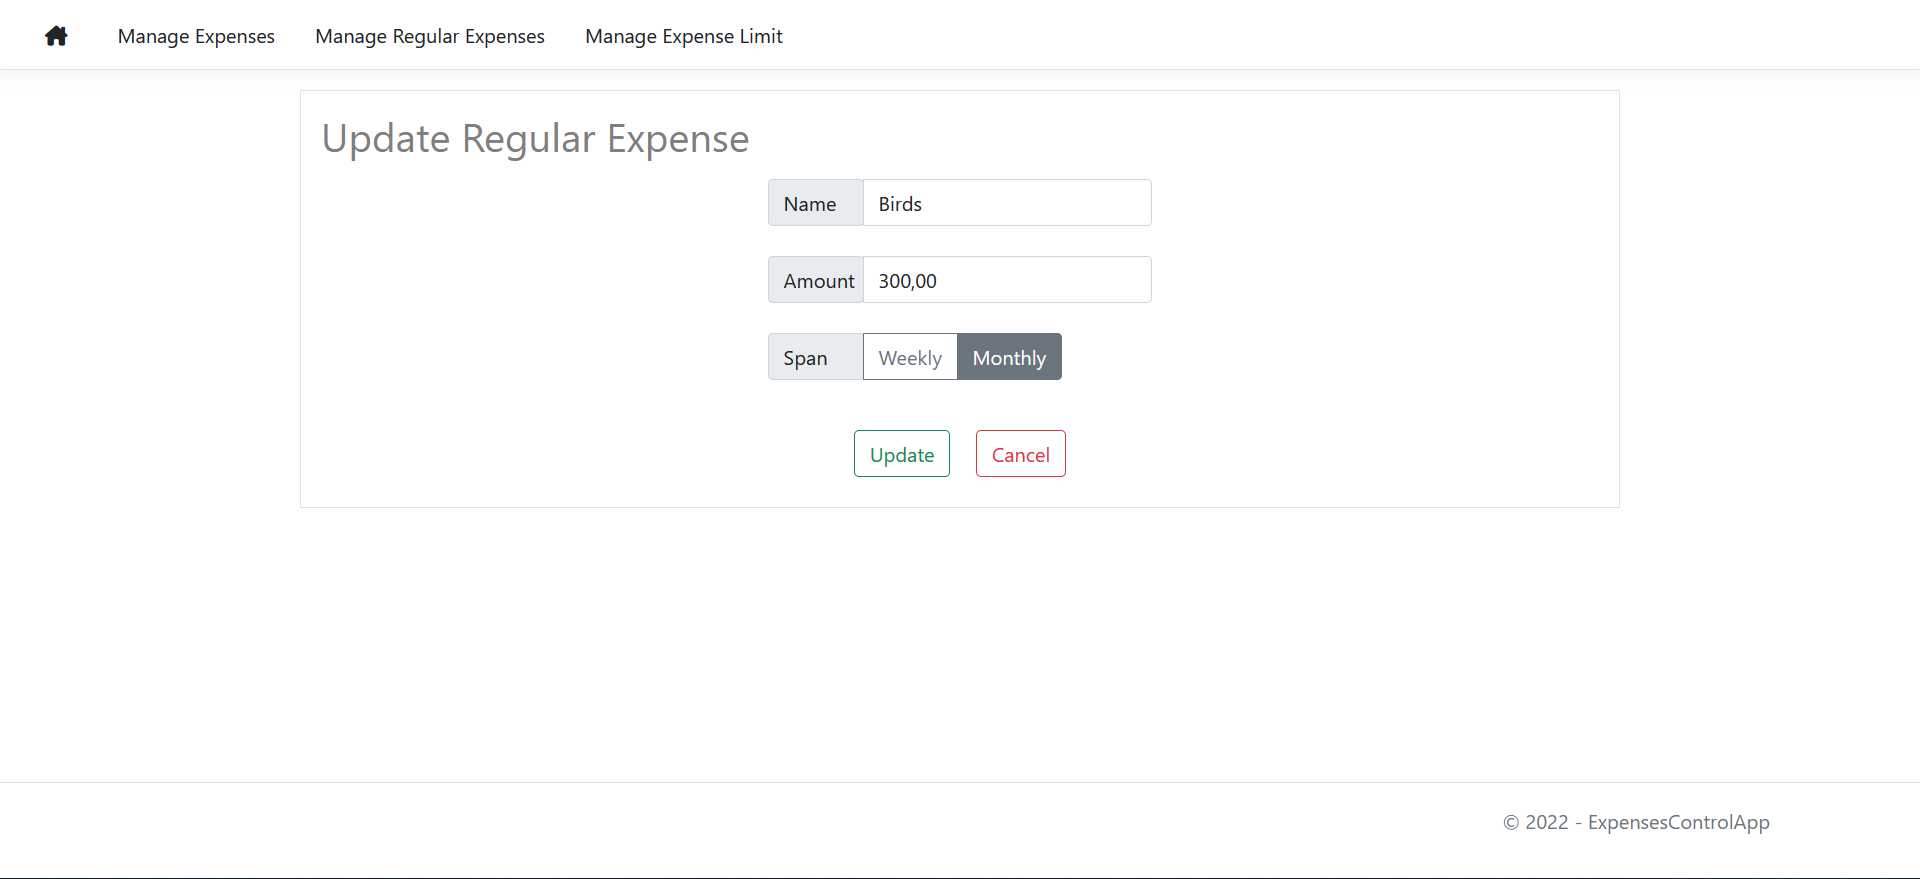 Manage Expenses Manage Regular Expenses Manage Expense Limit
Update Regular Expense
Name Birds
Amount 300,00
Span Weekly Monthly
Update Cancel
© 2022 - ExpensesControlApp